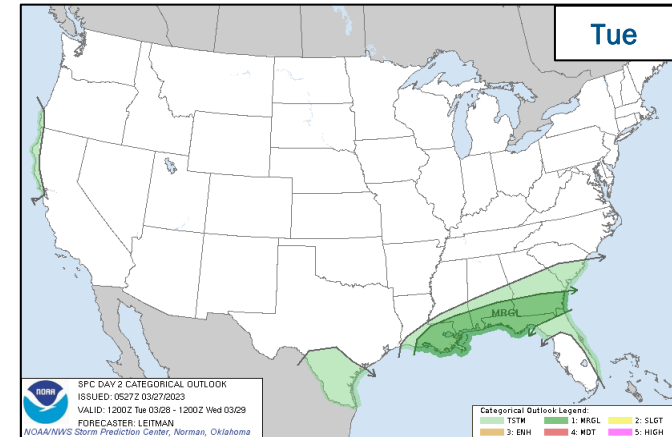 Tue
MRGL
NOAA
SPC DAY 2 CATEGORICAL OUTLOOK
ISSUED: 0527Z 03/27/2023
VALID: 1200Z Tue 03/28 - 1200Z Wed 03/29
FORECASTER: LEITMAN
NOAA/NWS Storm Prediction Center, Norman, Oklahoma
Categorical Outlook Legend:
TSTM 1: MRGL 2: SLGT
3: ENH 4: MDT 5: HIGH